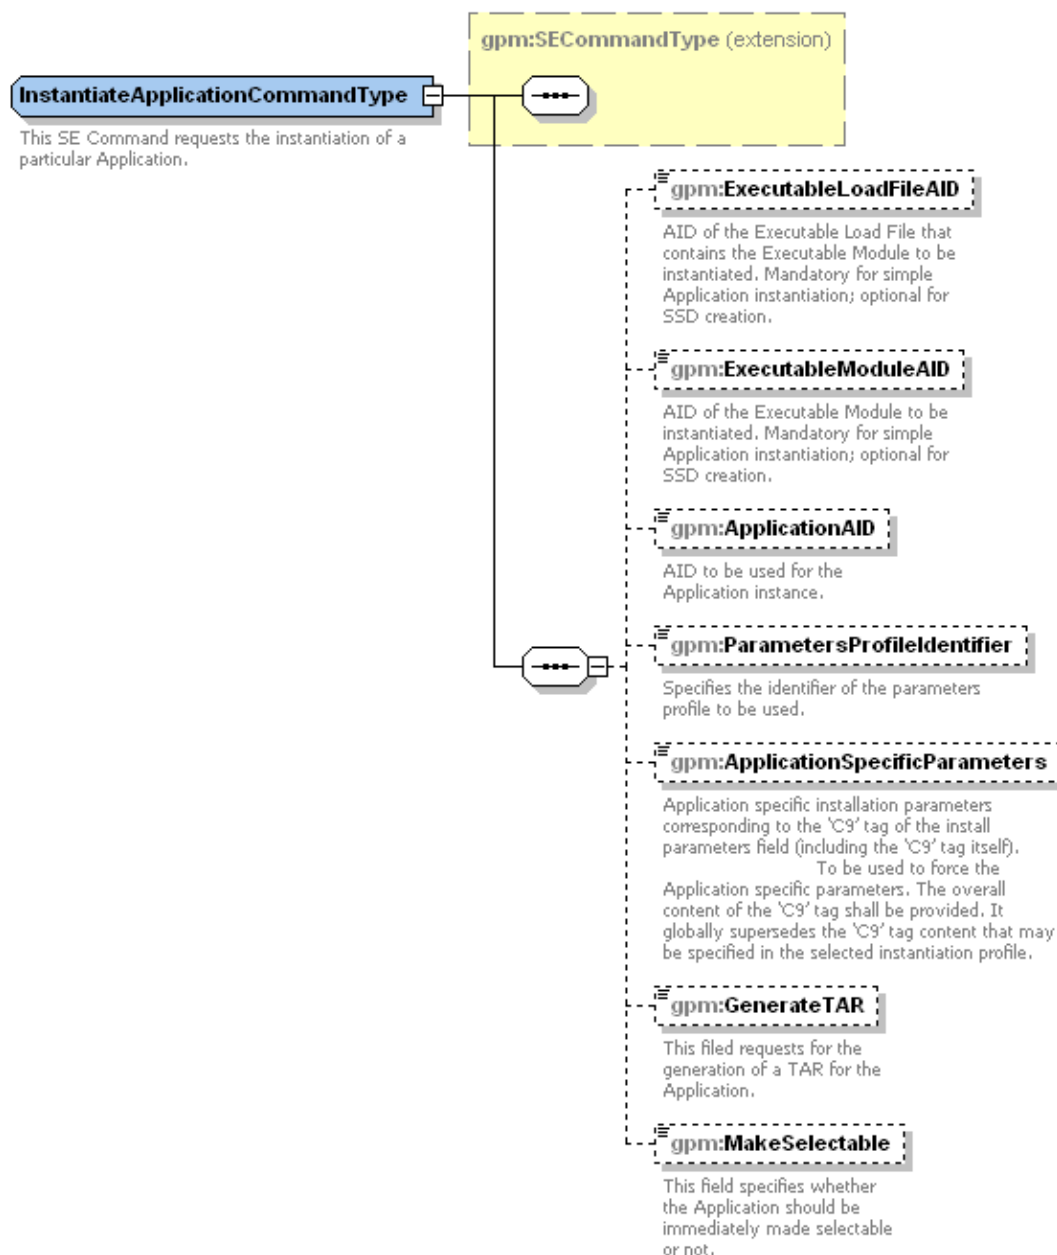 gpm:SECommandType (extension)
InstantiateApplicationCommandType
This SE Command requests the instantiation of a
particular Application.
gpm:ExecutableLoadFileAID
AID of the Executable Load File that
contains the Executable Module to be
instantiated. Mandatory for simple
Application instantiation; optional for
SSD creation.
gpm:ExecutableModuleAID
AID of the Executable Module to be
instantiated. Mandatory for simple
Application instantiation; optional for
SSD creation.
gpm:ApplicationAID
AID to be used for the
Application instance.
gpm:ParametersProfileIdentifier
Specifies the identifier of the parameters
profile to be used.
gpm:ApplicationSpecificParameters
Application specific installation parameters
corresponding to the 'C9' tag of the install
parameters field (including the 'C9' tag itself).
To be used to force the
Application specific parameters. The overall
content of the 'C9' tag shall be provided. It
globally supersedes the 'C9' tag content that may
be specified in the selected instantiation profile.
gpm:GenerateTAR
This filed requests for the
generation of a TAR for the
Application.
gpm:MakeSelectable
This field specifies whether
the Application should be
immediately made selectable
or not.